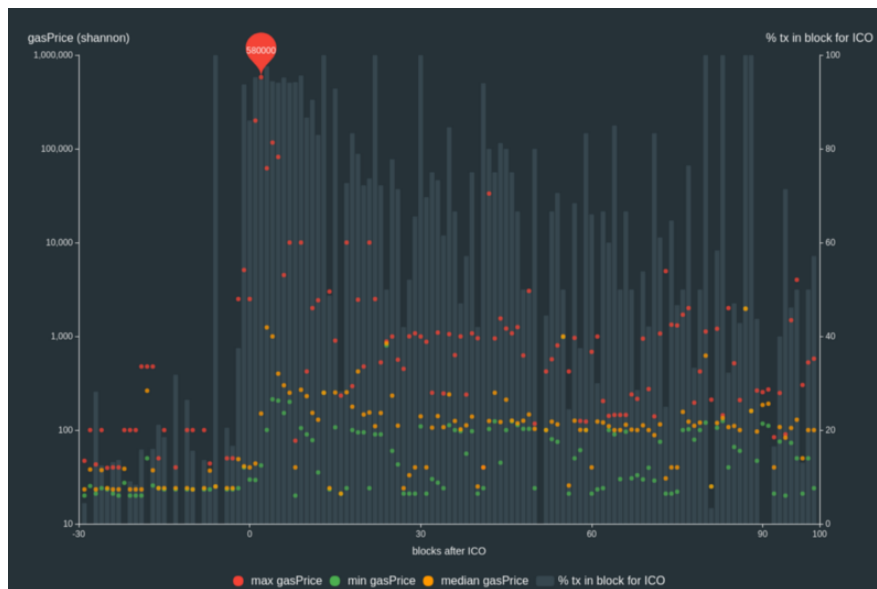 gasPrice (shannon)
% tx in block for ICO
580000
1,000,000
100,000
10,000
1,000
100
10
100
80
60
40
20
0
-30
0
30
60
90
100
blocks after ICO
max gasPrice
min gasPrice
median gasPrice
% tx in block for ICO